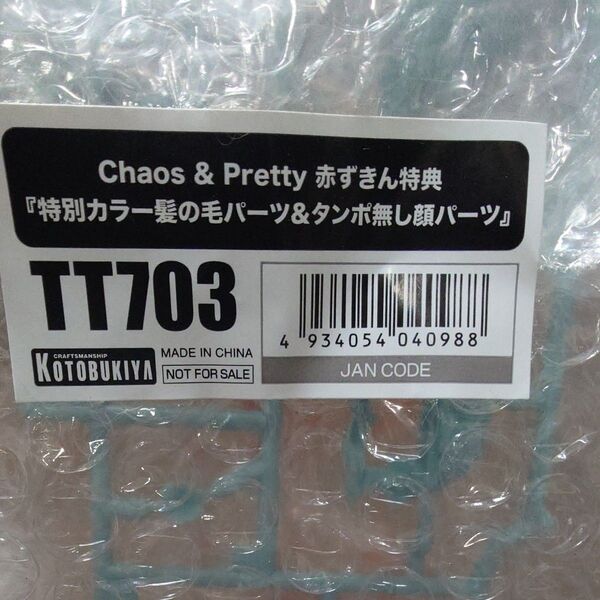 Chaos & Pretty 赤ずきん特典
『特別カラー髪の毛パーツ&タンポ無し顔パーツ』
TT703
4 934054 040988
JAN CODE
CRAFTSMANSHIP
KOTOBUKIYA
MADE IN CHINA
NOT FOR SALE